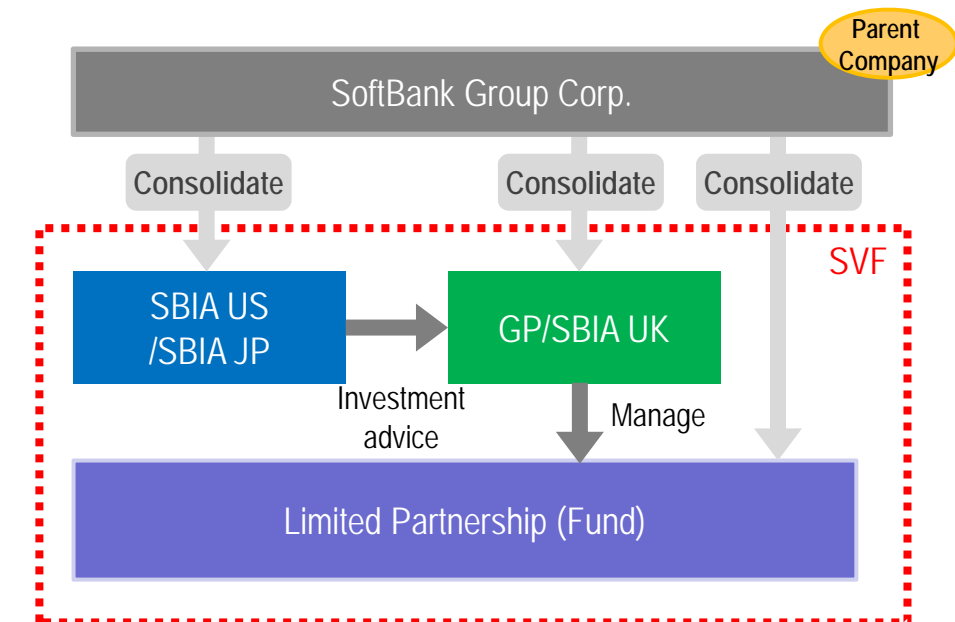 Parent
Company
SoftBank Group Corp.
Consolidate
Consolidate
Consolidate
SVF
SBIA US
/SBIA JP
GP/SBIA UK
Investment
advice
Manage
Limited Partnership (Fund)